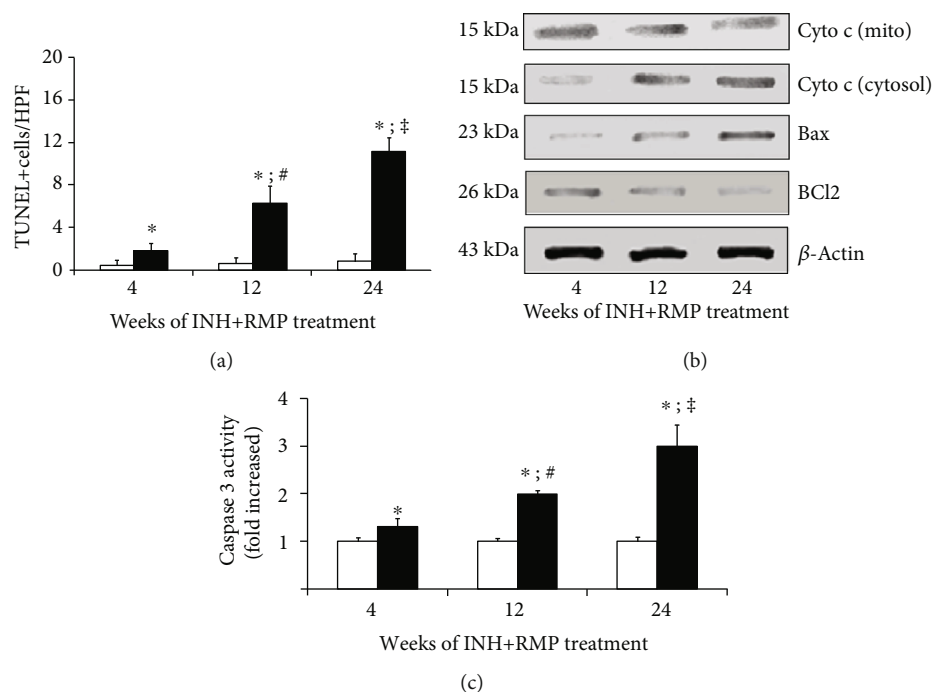 TUNEL+cells/HPF
20
16
12
8
4
0
*
* ; #
* ; ‡
4 12 24
Weeks of INH+RMP treatment
(a)
15 kDa Cyto c (mito)
15 kDa Cyto c (cytosol)
23 kDa Bax
26 kDa BCl2
43 kDa β-Actin
4 12 24
Weeks of INH+RMP treatment
(b)
Caspase 3 activity
(fold increased)
4
3
2
1
*
* ; #
* ; ‡
4 12 24
Weeks of INH+RMP treatment
(c)